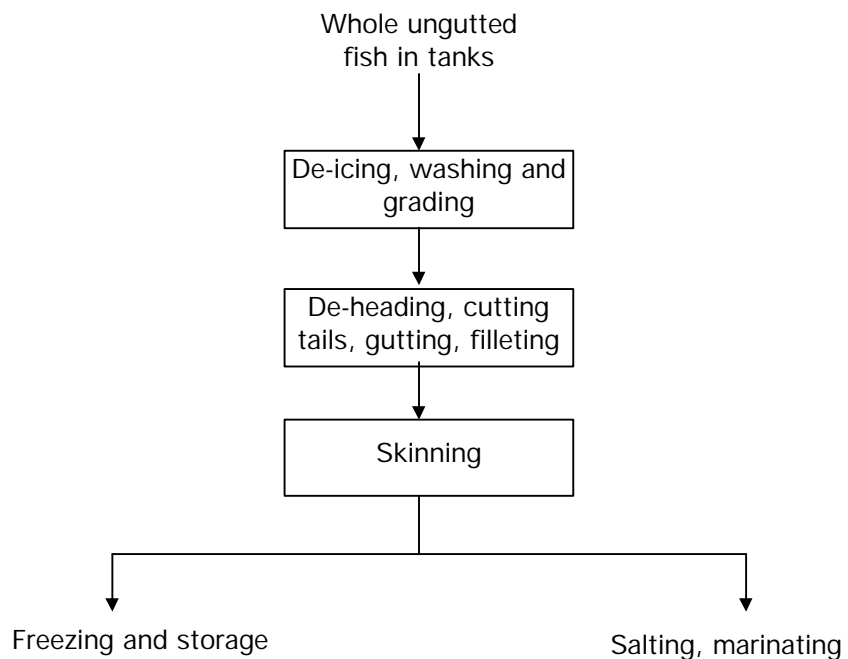 Whole ungutted
fish in tanks
De-icing, washing and
grading
De-heading, cutting
tails, gutting, filleting
Skinning
Freezing and storage
Salting, marinating